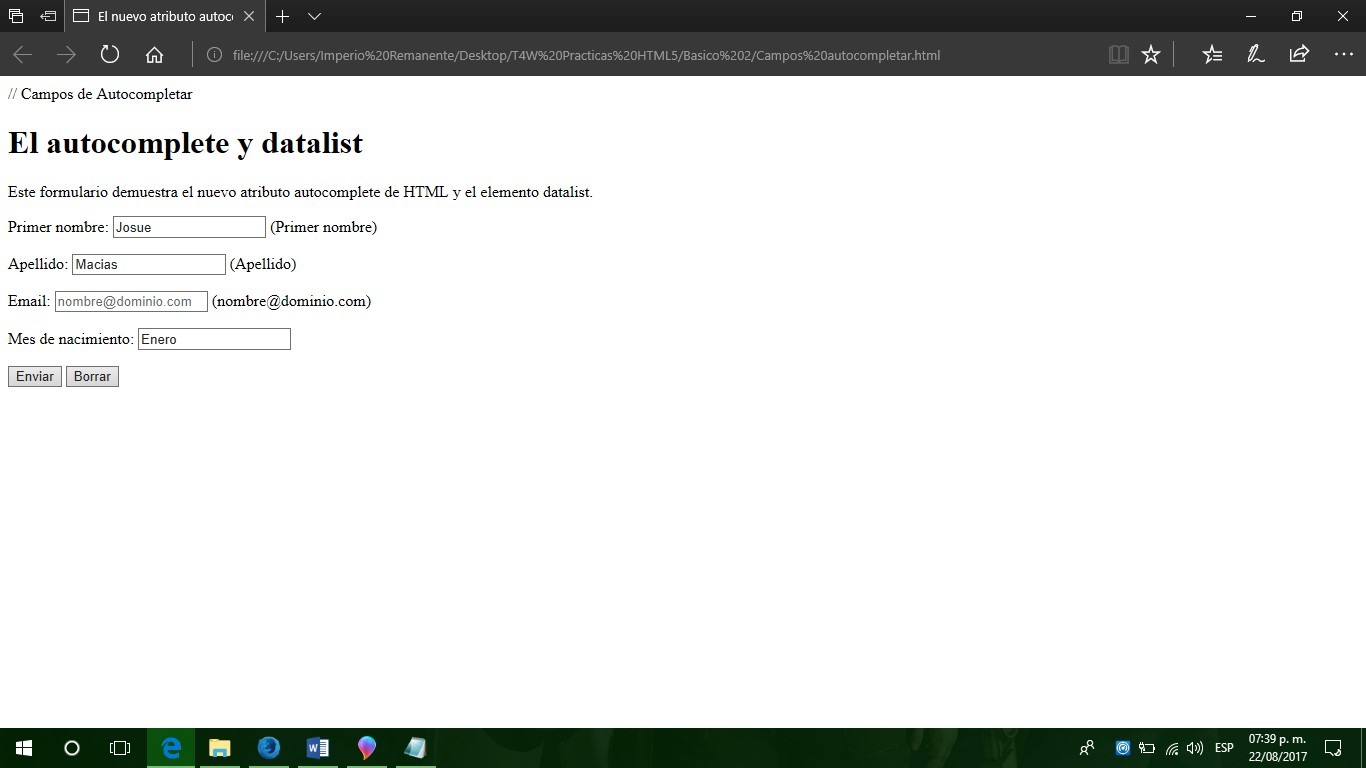 El nuevo atributo autoc
file:///C:/Users/Imperio%20Remanente/Desktop/T4W%20Practicas%20HTML5/Basico%202/Campos%20autocompletar.html
// Campos de Autocompletar
El autocomplete y datalist
Este formulario demuestra el nuevo atributo autocomplete de HTML y el elemento datalist.
Primer nombre: Josue (Primer nombre)
Apellido: Macias (Apellido)
Email: nombre@dominio.com (nombre@dominio.com)
Mes de nacimiento: Enero
Enviar Borrar
ESP
07:39 p. m.
22/08/2017